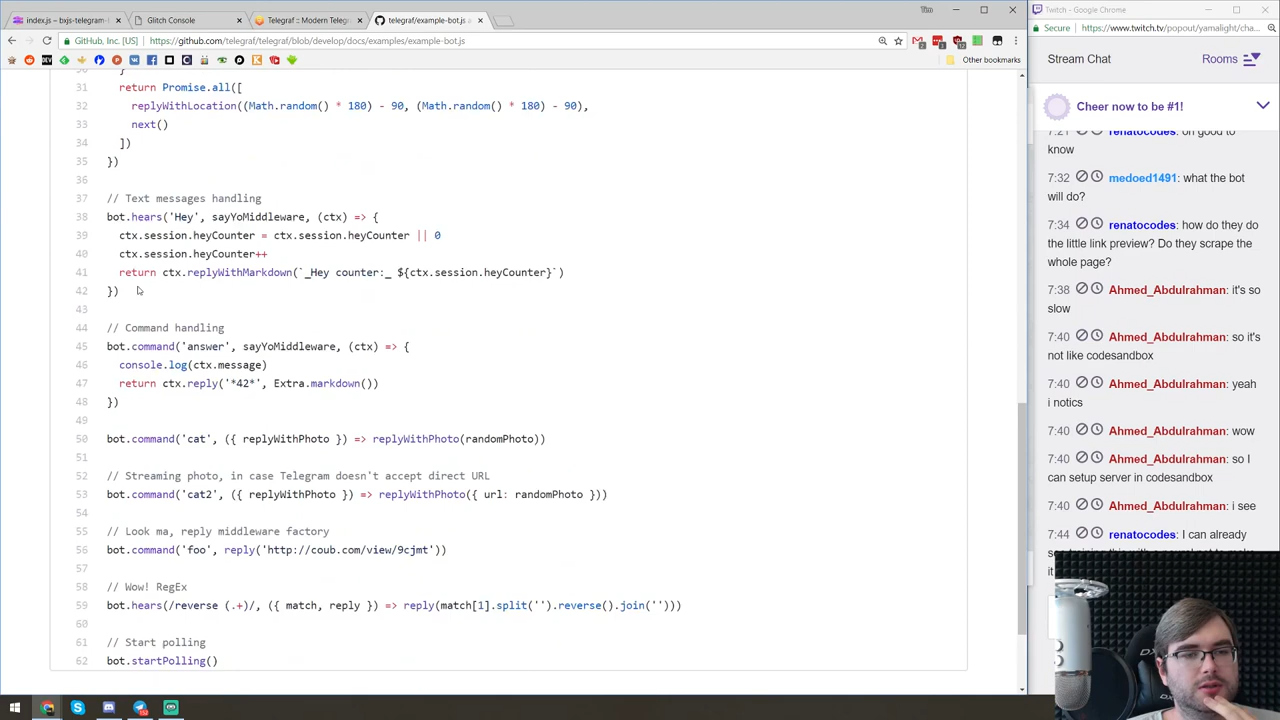 index.js – bxjs-telegram-
Glitch Console
Telegraf :: Modern Telegra
telegraf/example-bot.js a
Tim
GitHub, Inc. [US]
https://github.com/telegraf/telegraf/blob/develop/docs/examples/example-bot.js
Other bookmarks
30 }
31 return Promise.all([
32 replyWithLocation((Math.random() * 180) - 90, (Math.random() * 180) - 90),
33 next()
34 ])
35 })
36
37 // Text messages handling
38 bot.hears('Hey', sayYoMiddleware, (ctx) => {
39 ctx.session.heyCounter = ctx.session.heyCounter || 0
40 ctx.session.heyCounter++
41 return ctx.replyWithMarkdown(`_Hey counter:_ ${ctx.session.heyCounter}`)
42 })
43
44 // Command handling
45 bot.command('answer', sayYoMiddleware, (ctx) => {
46 console.log(ctx.message)
47 return ctx.reply('*42*', Extra.markdown())
48 })
49
50 bot.command('cat', ({ replyWithPhoto }) => replyWithPhoto(randomPhoto))
51
52 // Streaming photo, in case Telegram doesn't accept direct URL
53 bot.command('cat2', ({ replyWithPhoto }) => replyWithPhoto({ url: randomPhoto }))
54
55 // Look ma, reply middleware factory
56 bot.command('foo', reply('http://coub.com/view/9cjmt'))
57
58 // Wow! RegEx
59 bot.hears(/reverse (.+)/, ({ match, reply }) => reply(match[1].split('').reverse().join('')))
60
61 // Start polling
62 bot.startPolling()
Twitch - Google Chrome
Secure
https://www.twitch.tv/popout/yamalight/cha...
Stream Chat
Rooms
Cheer now to be #1!
7:21 renatocodes: oh good to
know
7:32 medoed1491: what the bot
will do?
7:34 renatocodes: how do they do
the little link preview? Do they scrape the
whole page?
7:38 Ahmed_Abdulrahman: it's so
slow
7:40 Ahmed_Abdulrahman: so it's
not like codesandbox
7:40 Ahmed_Abdulrahman: yeah
i notics
7:40 Ahmed_Abdulrahman: wow
7:40 Ahmed_Abdulrahman: so I
can setup server in codesandbox
7:40 Ahmed_Abdulrahman: i see
7:44 renatocodes: I can already